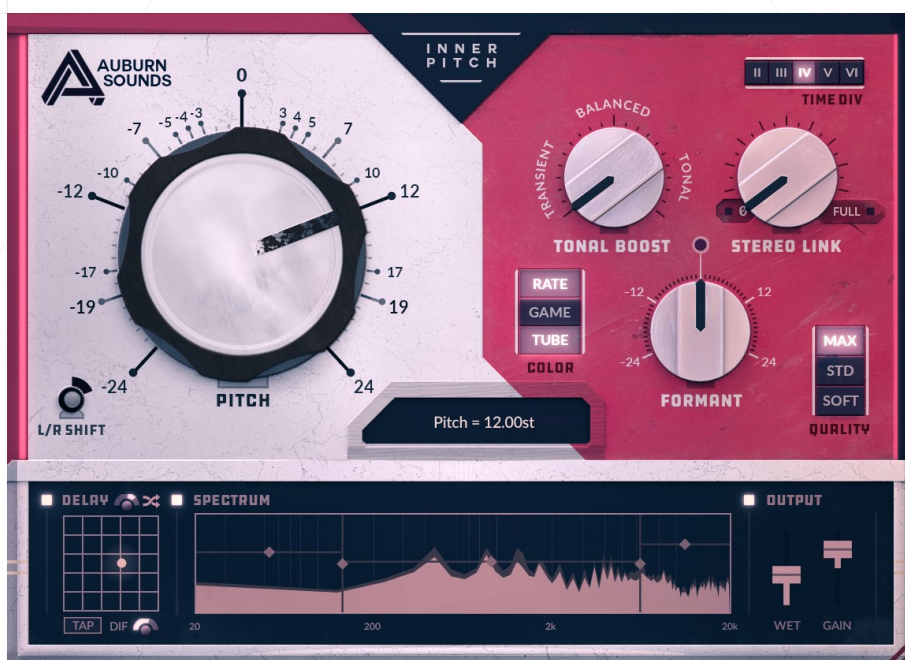 AUBURN
SOUNDS
INNER
PITCH
II III IV V VI
TIME DIV
0
-3 3
-4 4
-5 5
-7 7
-10 10
-12 12
-17 17
-19 19
-24 24
PITCH
L/R SHIFT
TRANSIENT BALANCED TONAL
TONAL BOOST
0 FULL
STEREO LINK
RATE
GAME
TUBE
COLOR
-12 12
-24 24
FORMANT
MAX
STD
SOFT
QUALITY
Pitch = 12.00st
DELAY
TAP DIF
SPECTRUM
20 200 2k 20k
OUTPUT
WET GAIN